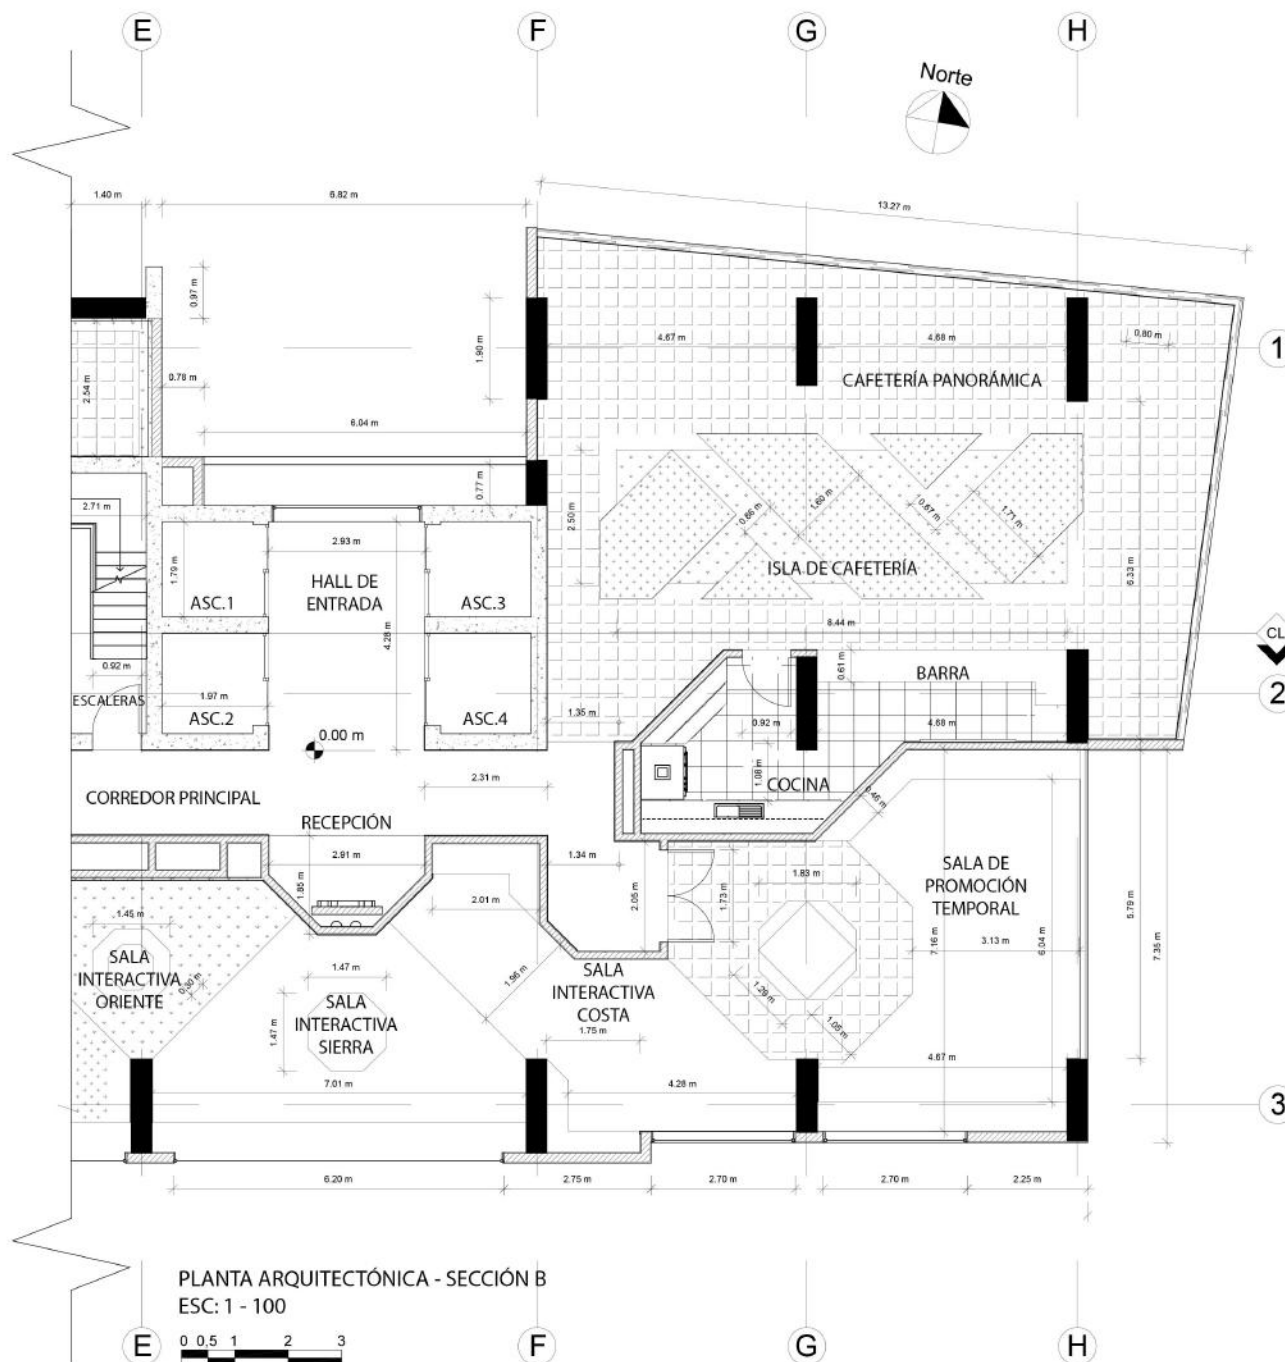 E
F
G
H
Norte
1.40 m
6.82 m
13.27 m
0.97 m
1.90 m
4.67 m
4.68 m
0.80 m
1
2.54 m
0.78 m
CAFETERÍA PANORÁMICA
6.04 m
0.77 m
2.50 m
0.66 m
1.60 m
0.67 m
1.71 m
2.71 m
2.93 m
1.79 m
HALL DE
ENTRADA
ISLA DE CAFETERÍA
6.33 m
ASC.1
ASC.3
4.28 m
8.44 m
CL
0.92 m
ESCALERAS
1.97 m
0.61 m
BARRA
2
ASC.2
ASC.4
1.35 m
0.92 m
4.68 m
0.00 m
2.31 m
1.08 m
COCINA
CORREDOR PRINCIPAL
RECEPCIÓN
0.46 m
2.91 m
1.34 m
1.85 m
2.01 m
2.05 m
1.73 m
1.83 m
SALA DE
PROMOCIÓN
TEMPORAL
5.79 m
1.45 m
7.16 m
3.13 m
6.04 m
7.35 m
SALA
INTERACTIVA
ORIENTE
0.30 m
1.47 m
1.96 m
SALA
INTERACTIVA
COSTA
1.29 m
SALA
INTERACTIVA
SIERRA
1.47 m
1.75 m
1.05 m
7.01 m
4.28 m
4.67 m
3
6.20 m
2.75 m
2.70 m
2.70 m
2.25 m
PLANTA ARQUITECTÓNICA - SECCIÓN B
ESC: 1 - 100
0 0,5 1 2 3
E
F
G
H